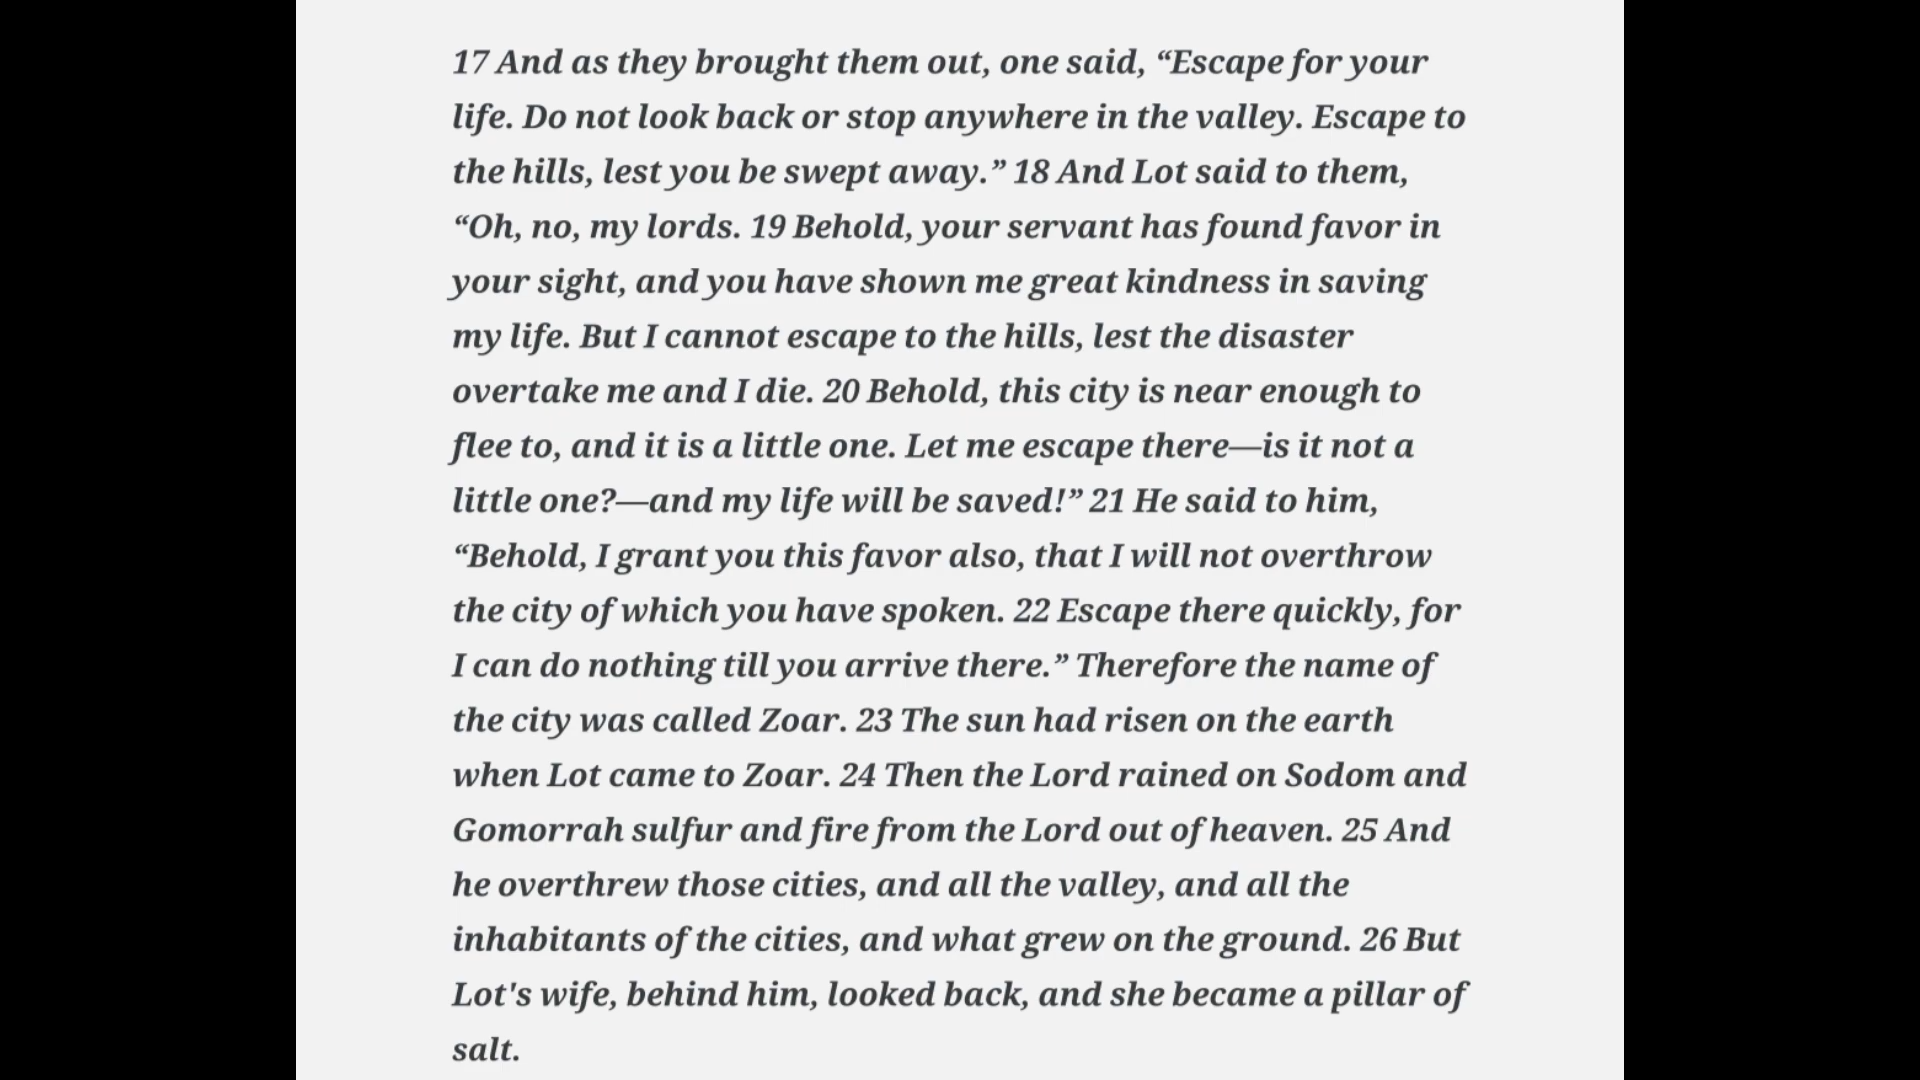 17 And as they brought them out, one said, “Escape for your
life. Do not look back or stop anywhere in the valley. Escape to
the hills, lest you be swept away.” 18 And Lot said to them,
“Oh, no, my lords. 19 Behold, your servant has found favor in
your sight, and you have shown me great kindness in saving
my life. But I cannot escape to the hills, lest the disaster
overtake me and I die. 20 Behold, this city is near enough to
flee to, and it is a little one. Let me escape there—is it not a
little one?—and my life will be saved!” 21 He said to him,
“Behold, I grant you this favor also, that I will not overthrow
the city of which you have spoken. 22 Escape there quickly, for
I can do nothing till you arrive there.” Therefore the name of
the city was called Zoar. 23 The sun had risen on the earth
when Lot came to Zoar. 24 Then the Lord rained on Sodom and
Gomorrah sulfur and fire from the Lord out of heaven. 25 And
he overthrew those cities, and all the valley, and all the
inhabitants of the cities, and what grew on the ground. 26 But
Lot's wife, behind him, looked back, and she became a pillar of
salt.